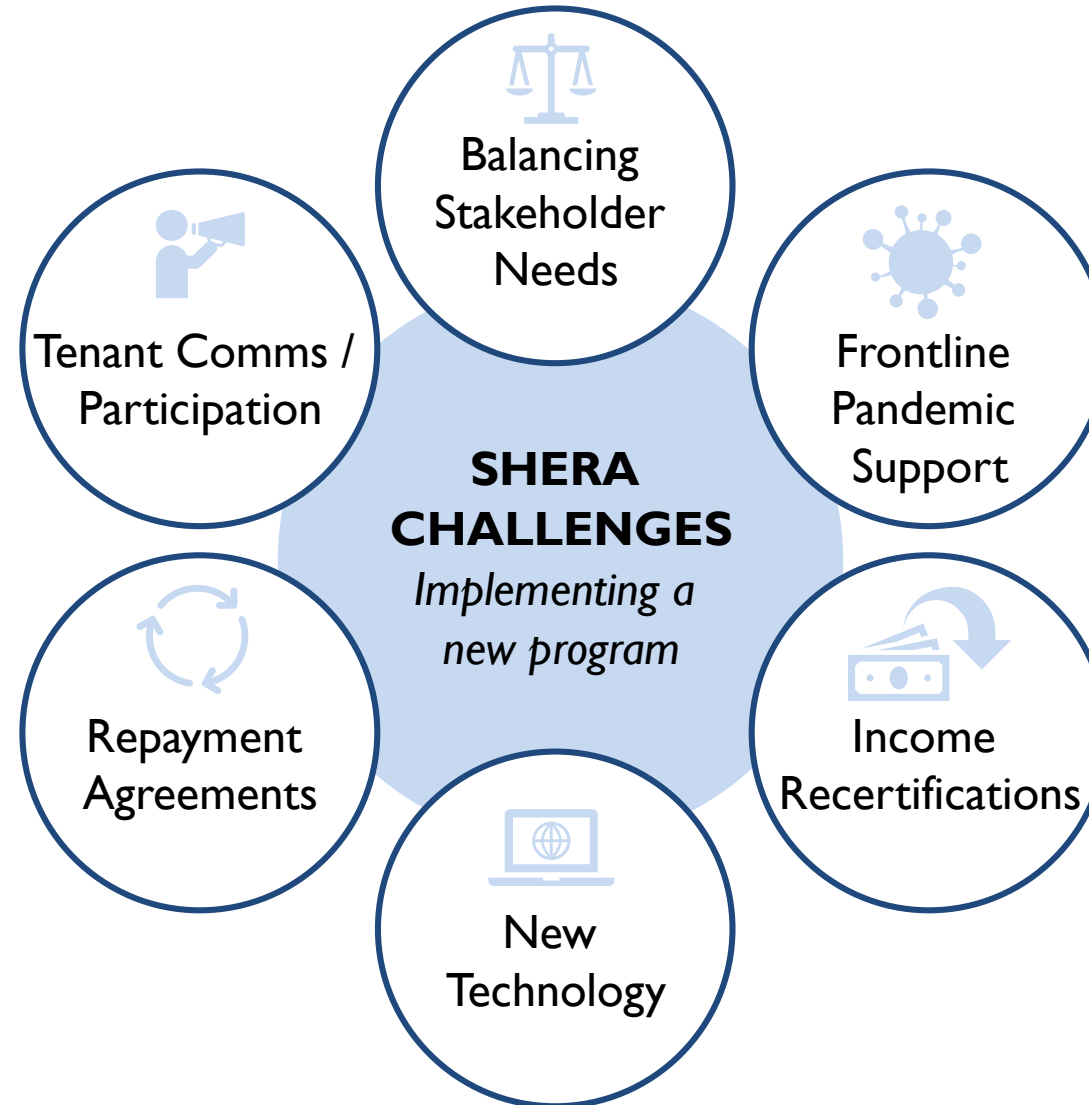 Balancing
Stakeholder
Needs
Tenant Comms /
Participation
Frontline
Pandemic
Support
SHERA
CHALLENGES
Implementing a
new program
Repayment
Agreements
Income
Recertifications
New
Technology